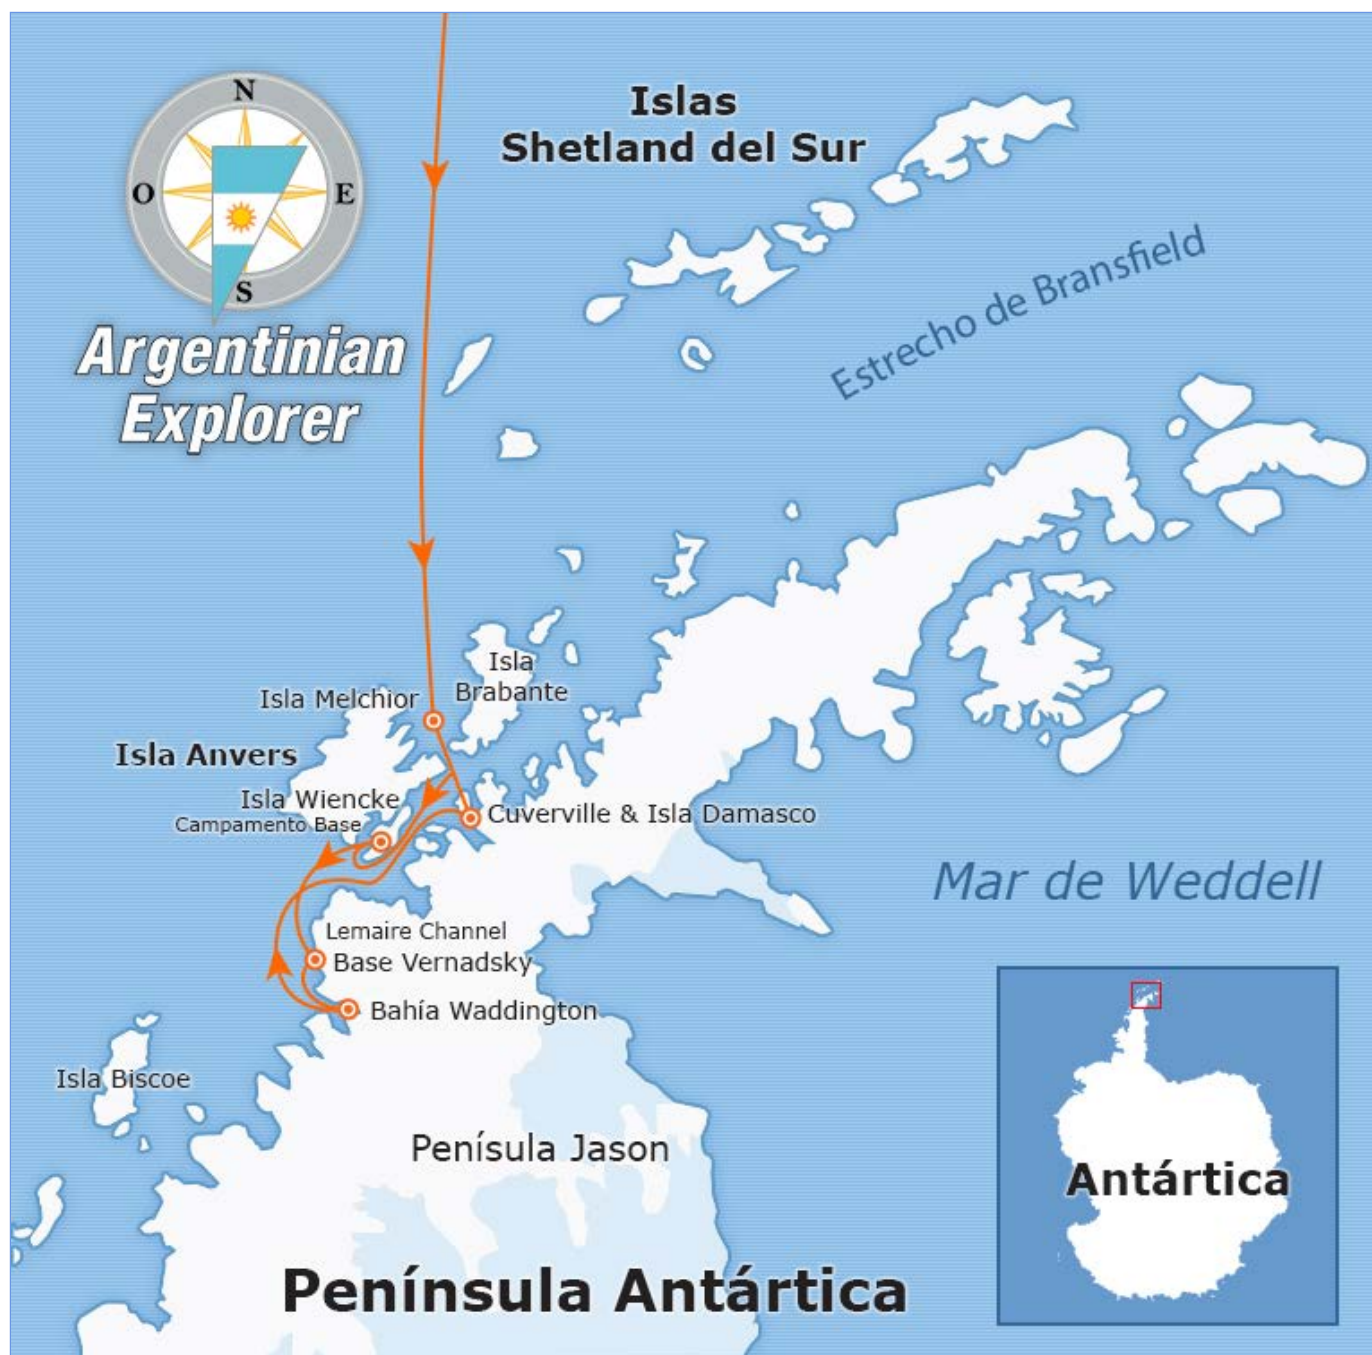 N
O
E
S
Argentinian
Explorer
Islas
Shetland del Sur
Estrecho de Bransfield
Isla
Brabante
Isla Melchior
Isla Anvers
Isla Wiencke
Campamento Base
Cuverville & Isla Damasco
Mar de Weddell
Lemaire Channel
Base Vernadsky
Bahía Waddington
Isla Biscoe
Penísula Jason
Antártica
Península Antártica